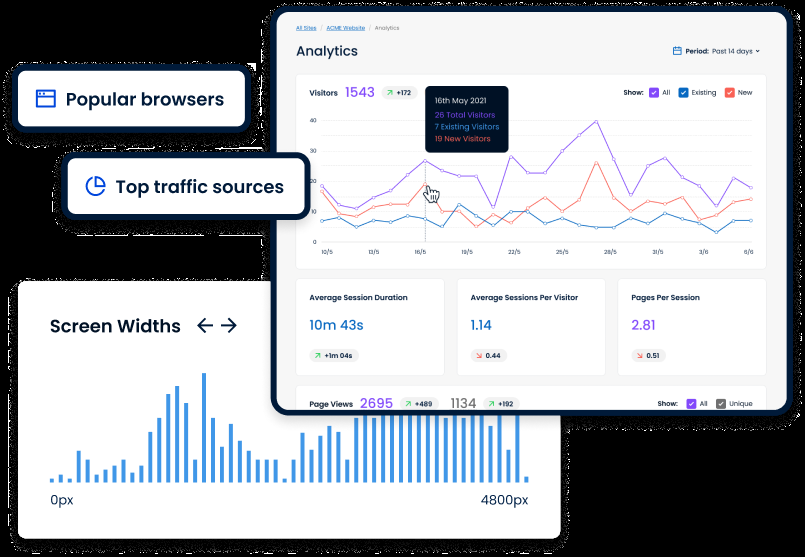 All Sites / ACME Website / Analytics
Analytics
Period: Past 14 days
Popular browsers
Top traffic sources
Visitors 1543 +172
Show: All Existing New
16th May 2021
26 Total Visitors
7 Existing Visitors
19 New Visitors
40
30
20
10
0
10/5 13/5 16/5 19/5 22/5 25/5 28/5 31/5 3/6 6/6
Average Session Duration
10m 43s
+1m 04s
Average Sessions Per Visitor
1.14
0.44
Pages Per Session
2.81
0.51
Page Views 2695 +489 1134 +192
Show: All Unique
Screen Widths
0px 4800px